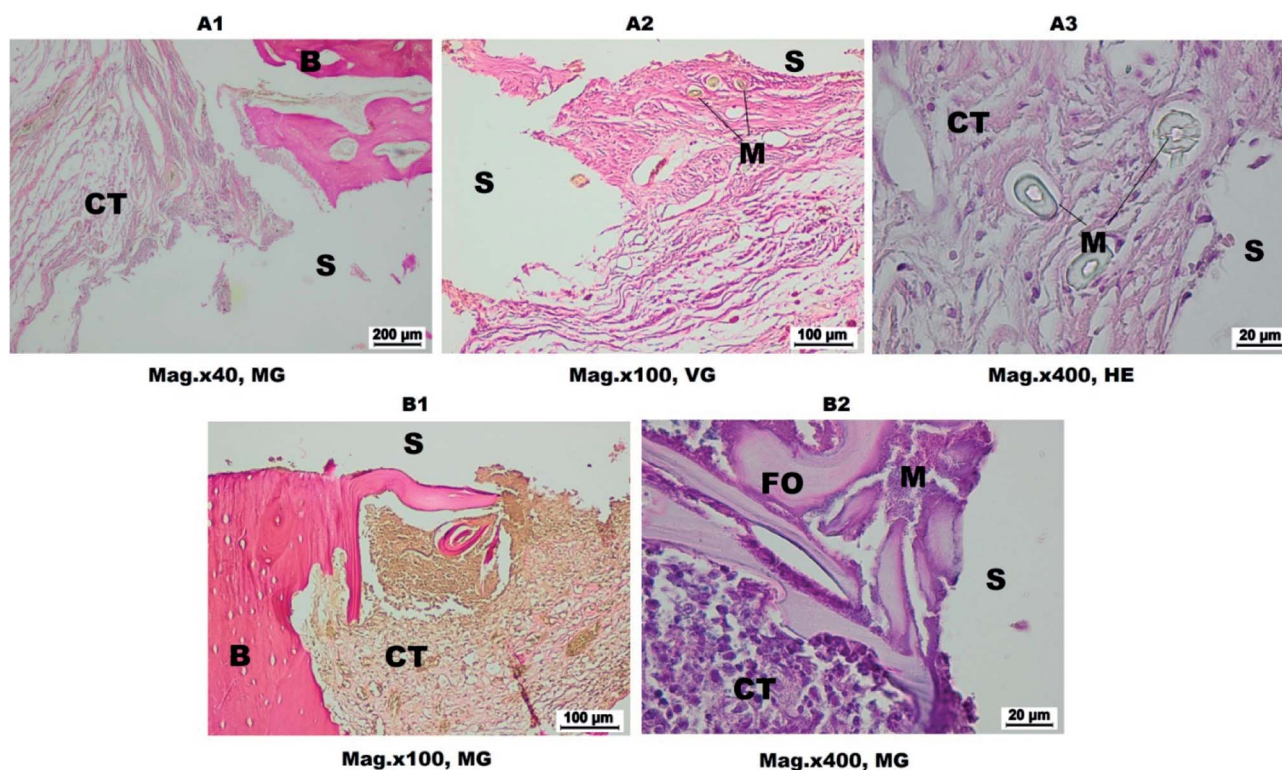 A1
A2
A3
B
CT
S
200 µm
S
S
M
100 µm
CT
M
S
20 µm
Mag.x40, MG
Mag.x100, VG
Mag.x400, HE
B1
B2
S
B
CT
100 µm
FO
M
S
CT
20 µm
Mag.x100, MG
Mag.x400, MG